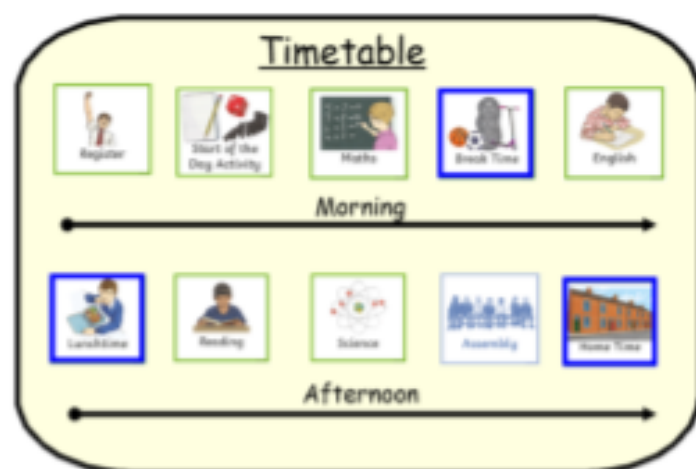 Timetable
Register
Start of the
Day Activity
Maths
Break Time
English
Morning
Lunchtime
Reading
Science
Assembly
Home Time
Afternoon